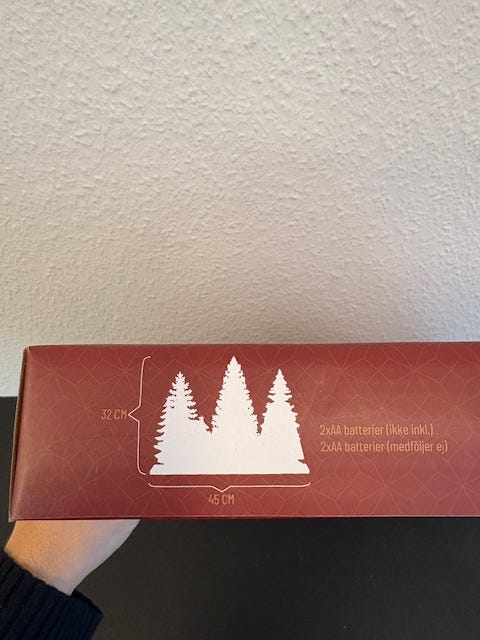 32 CM
2xAA batterier (ikke inkl.)
2xAA batterier (medföljer ej)
45 CM